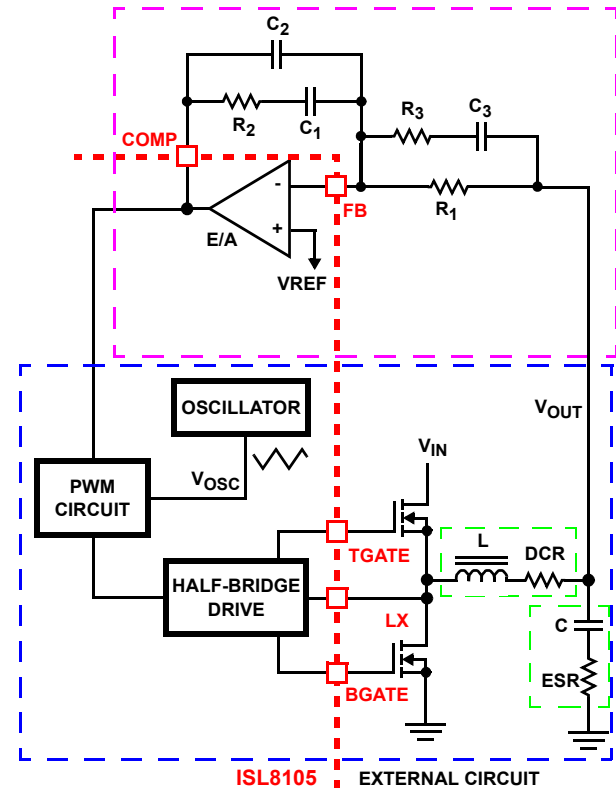 C2
R2
C1
R3
C3
COMP
R1
FB
-
+
E/A
VREF
OSCILLATOR
VOUT
VIN
VOSC
PWM
CIRCUIT
TGATE
L
DCR
HALF-BRIDGE
DRIVE
LX
C
ESR
BGATE
ISL8105
EXTERNAL CIRCUIT